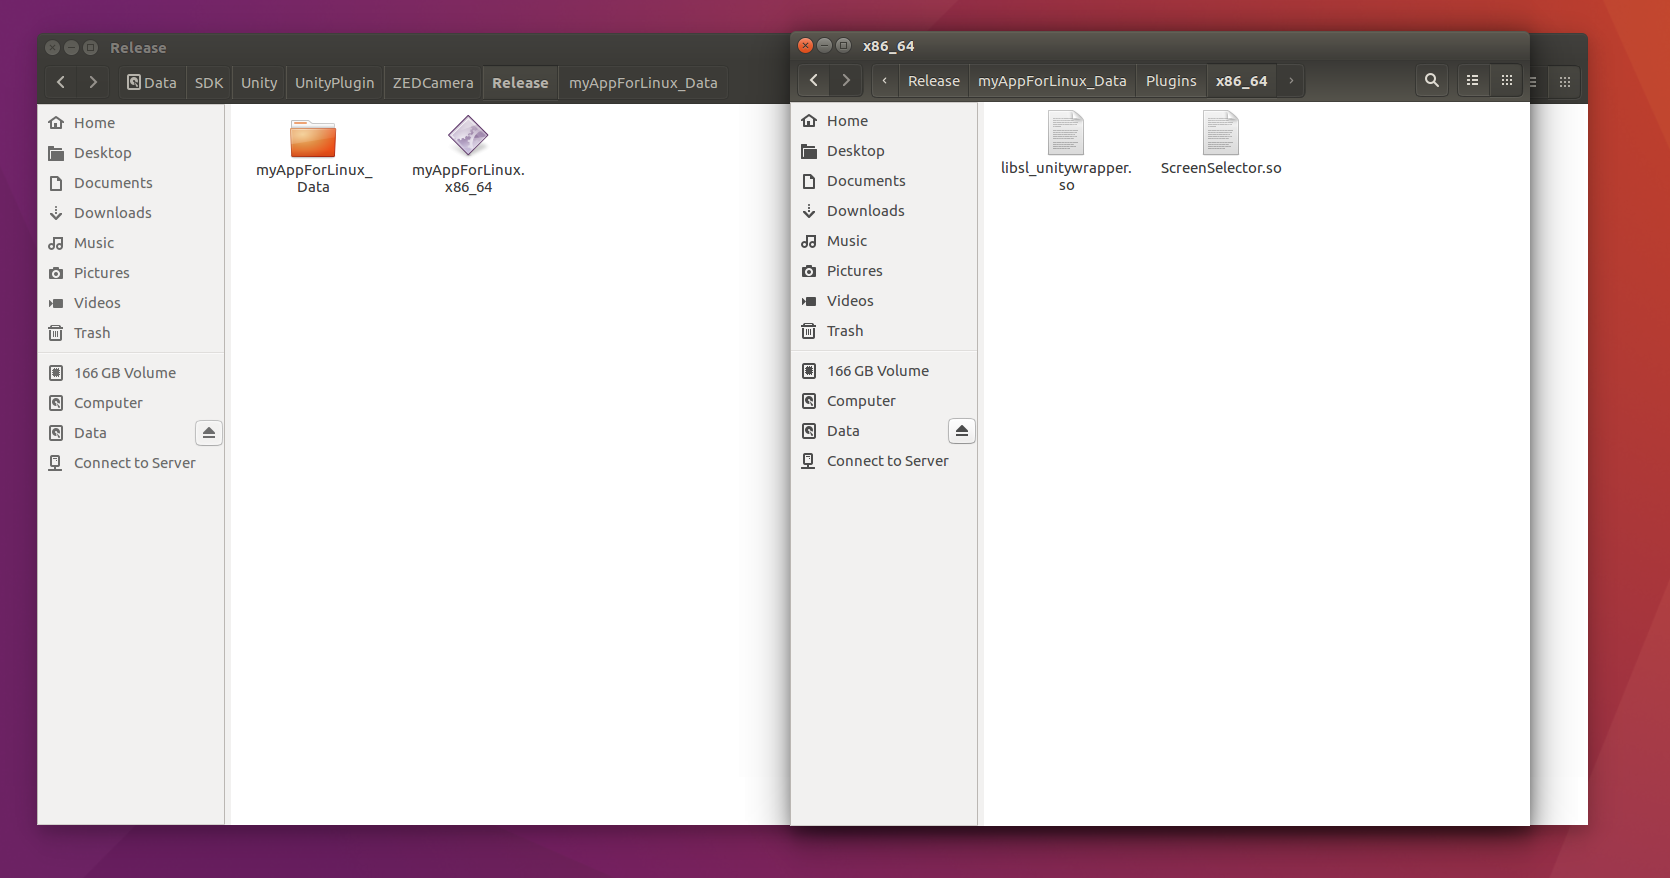 Release
Data SDK Unity UnityPlugin ZEDCamera Release myAppForLinux_Data
Home
Desktop
Documents
Downloads
Music
Pictures
Videos
Trash
166 GB Volume
Computer
Data
Connect to Server
myAppForLinux_
Data
myAppForLinux.
x86_64
x86_64
Release myAppForLinux_Data Plugins x86_64
Home
Desktop
Documents
Downloads
Music
Pictures
Videos
Trash
166 GB Volume
Computer
Data
Connect to Server
libsl_unitywrapper.
so
ScreenSelector.so